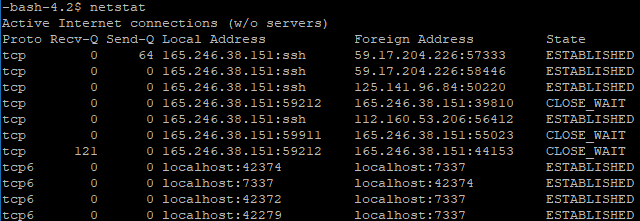 -bash-4.2$ netstat
Active Internet connections (w/o servers)
Proto Recv-Q Send-Q Local Address Foreign Address State
tcp 0 64 165.246.38.151:ssh 59.17.204.226:57333 ESTABLISHED
tcp 0 0 165.246.38.151:ssh 59.17.204.226:58446 ESTABLISHED
tcp 0 0 165.246.38.151:ssh 125.141.96.84:50220 ESTABLISHED
tcp 0 0 165.246.38.151:59212 165.246.38.151:39810 CLOSE_WAIT
tcp 0 0 165.246.38.151:ssh 112.160.53.206:56412 ESTABLISHED
tcp 0 0 165.246.38.151:59911 165.246.38.151:55023 CLOSE_WAIT
tcp 121 0 165.246.38.151:59212 165.246.38.151:44153 CLOSE_WAIT
tcp6 0 0 localhost:42374 localhost:7337 ESTABLISHED
tcp6 0 0 localhost:7337 localhost:42374 ESTABLISHED
tcp6 0 0 localhost:42372 localhost:7337 ESTABLISHED
tcp6 0 0 localhost:42279 localhost:7337 ESTABLISHED